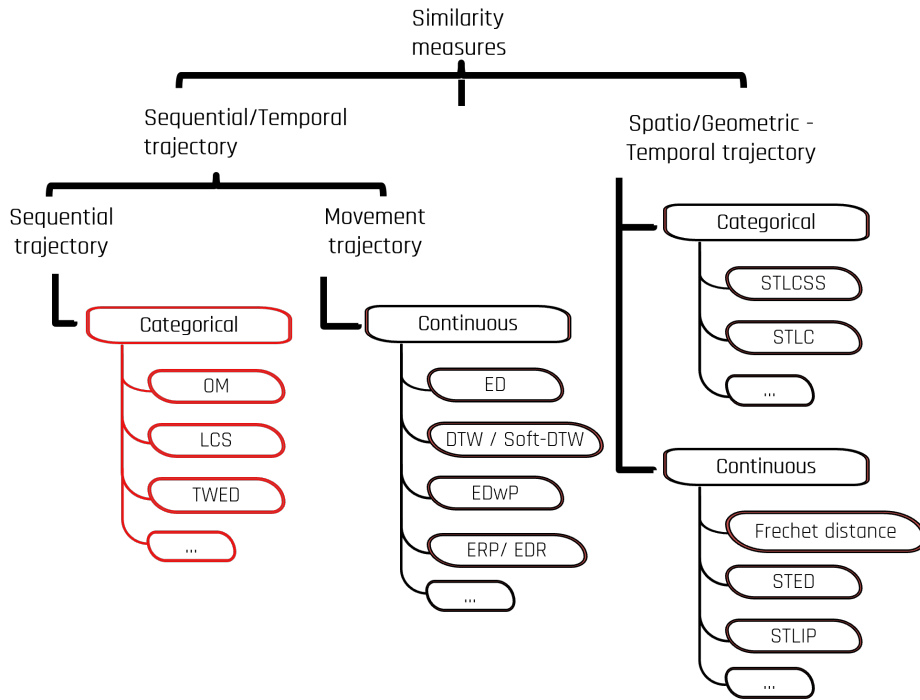 Similarity
measures
Sequential/Temporal
trajectory
Spatio/Geometric -
Temporal trajectory
Sequential
trajectory
Movement
trajectory
Categorical
OM
LCS
TWED
...
Continuous
ED
DTW / Soft-DTW
EDwP
ERP/ EDR
...
Categorical
STLCSS
STLC
...
Continuous
Frechet distance
STED
STLIP
...